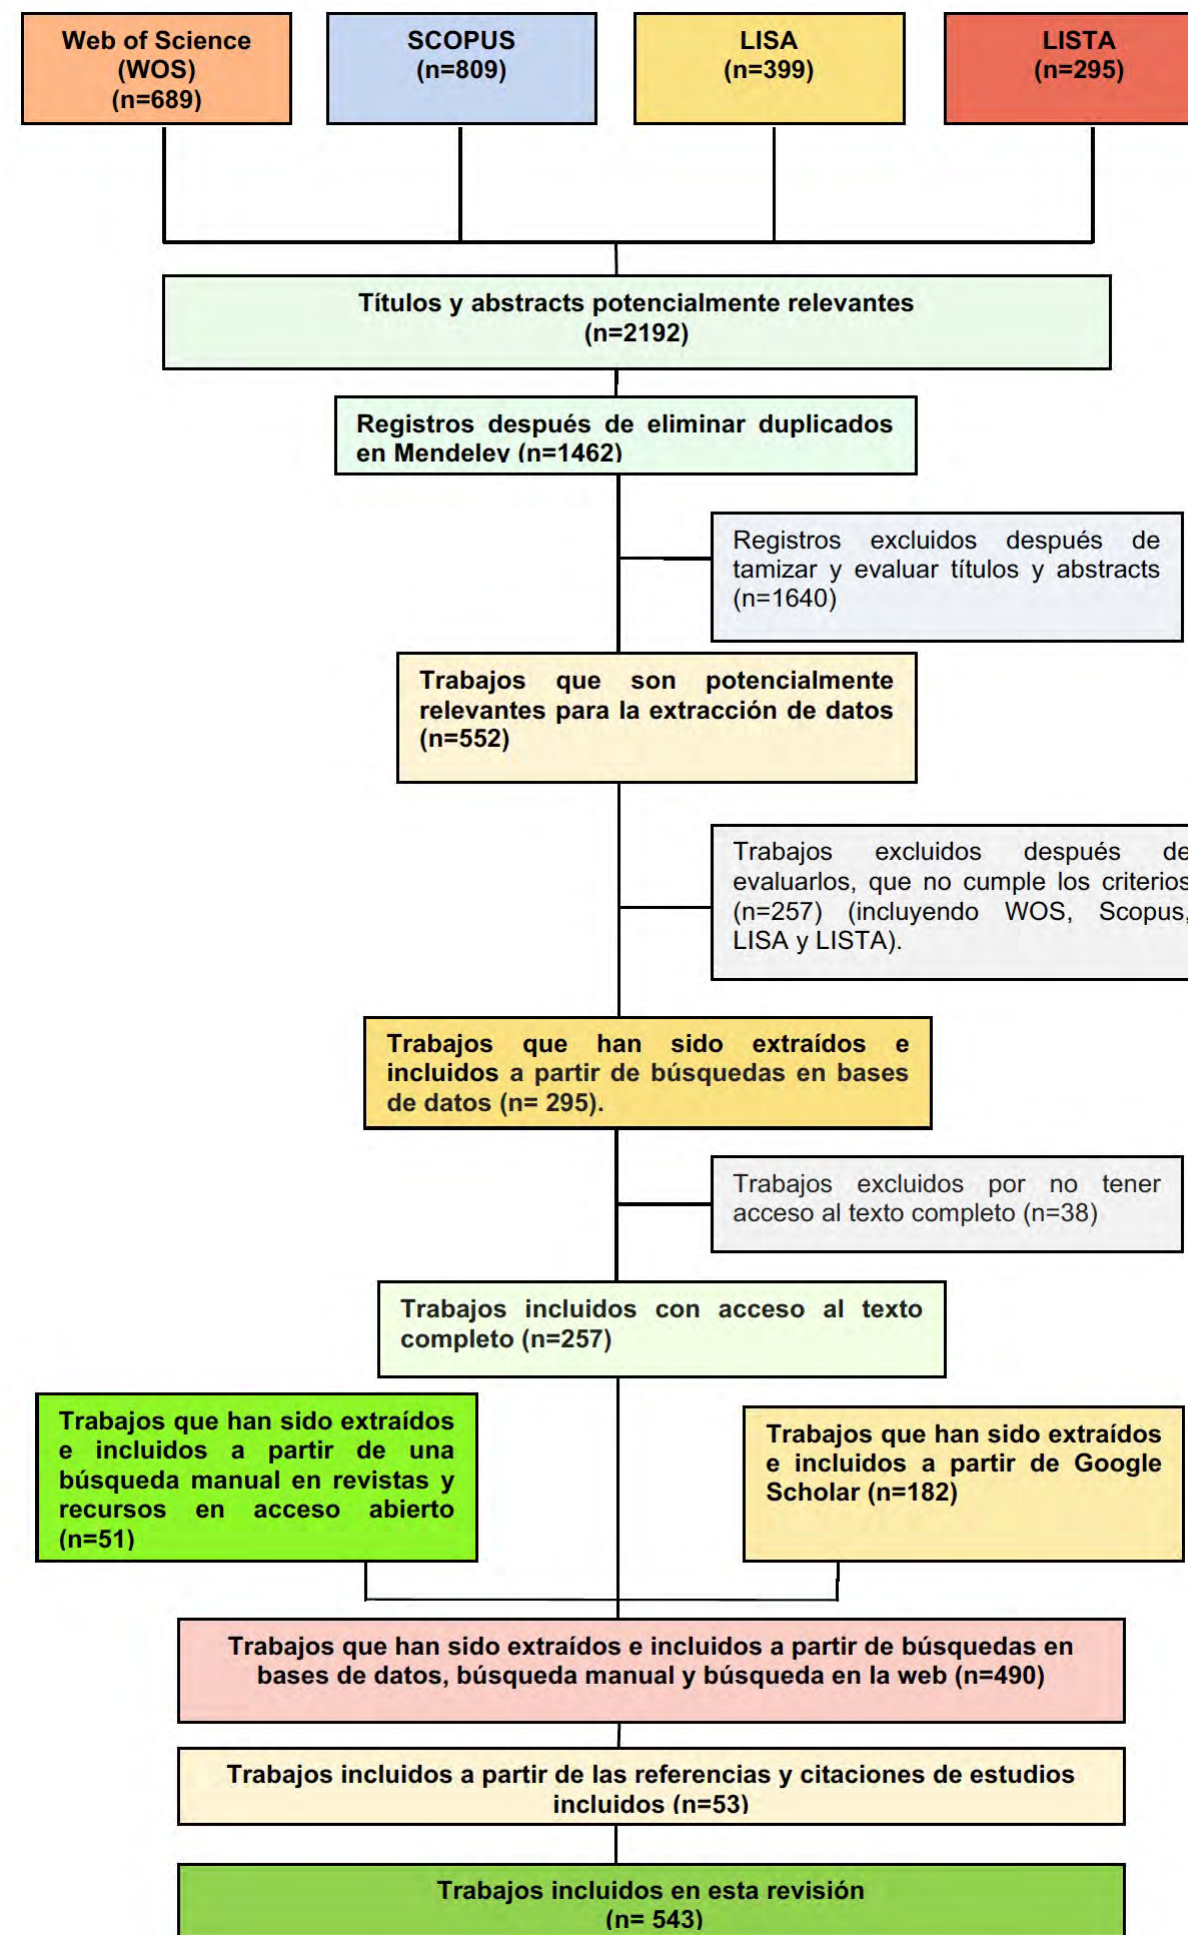 Web of Science
(WOS)
(n=689)
SCOPUS
(n=809)
LISA
(n=399)
LISTA
(n=295)
Títulos y abstracts potencialmente relevantes
(n=2192)
Registros después de eliminar duplicados
en Mendeley (n=1462)
Registros excluidos después de
tamizar y evaluar títulos y abstracts
(n=1640)
Trabajos que son potencialmente
relevantes para la extracción de datos
(n=552)
Trabajos excluidos después de
evaluarlos, que no cumple los criterios
(n=257) (incluyendo WOS, Scopus,
LISA y LISTA).
Trabajos que han sido extraídos e
incluidos a partir de búsquedas en bases
de datos (n= 295).
Trabajos excluidos por no tener
acceso al texto completo (n=38)
Trabajos incluidos con acceso al texto
completo (n=257)
Trabajos que han sido extraídos
e incluidos a partir de una
búsqueda manual en revistas y
recursos en acceso abierto
(n=51)
Trabajos que han sido extraídos
e incluidos a partir de Google
Scholar (n=182)
Trabajos que han sido extraídos e incluidos a partir de búsquedas en
bases de datos, búsqueda manual y búsqueda en la web (n=490)
Trabajos incluidos a partir de las referencias y citaciones de estudios
incluidos (n=53)
Trabajos incluidos en esta revisión
(n= 543)